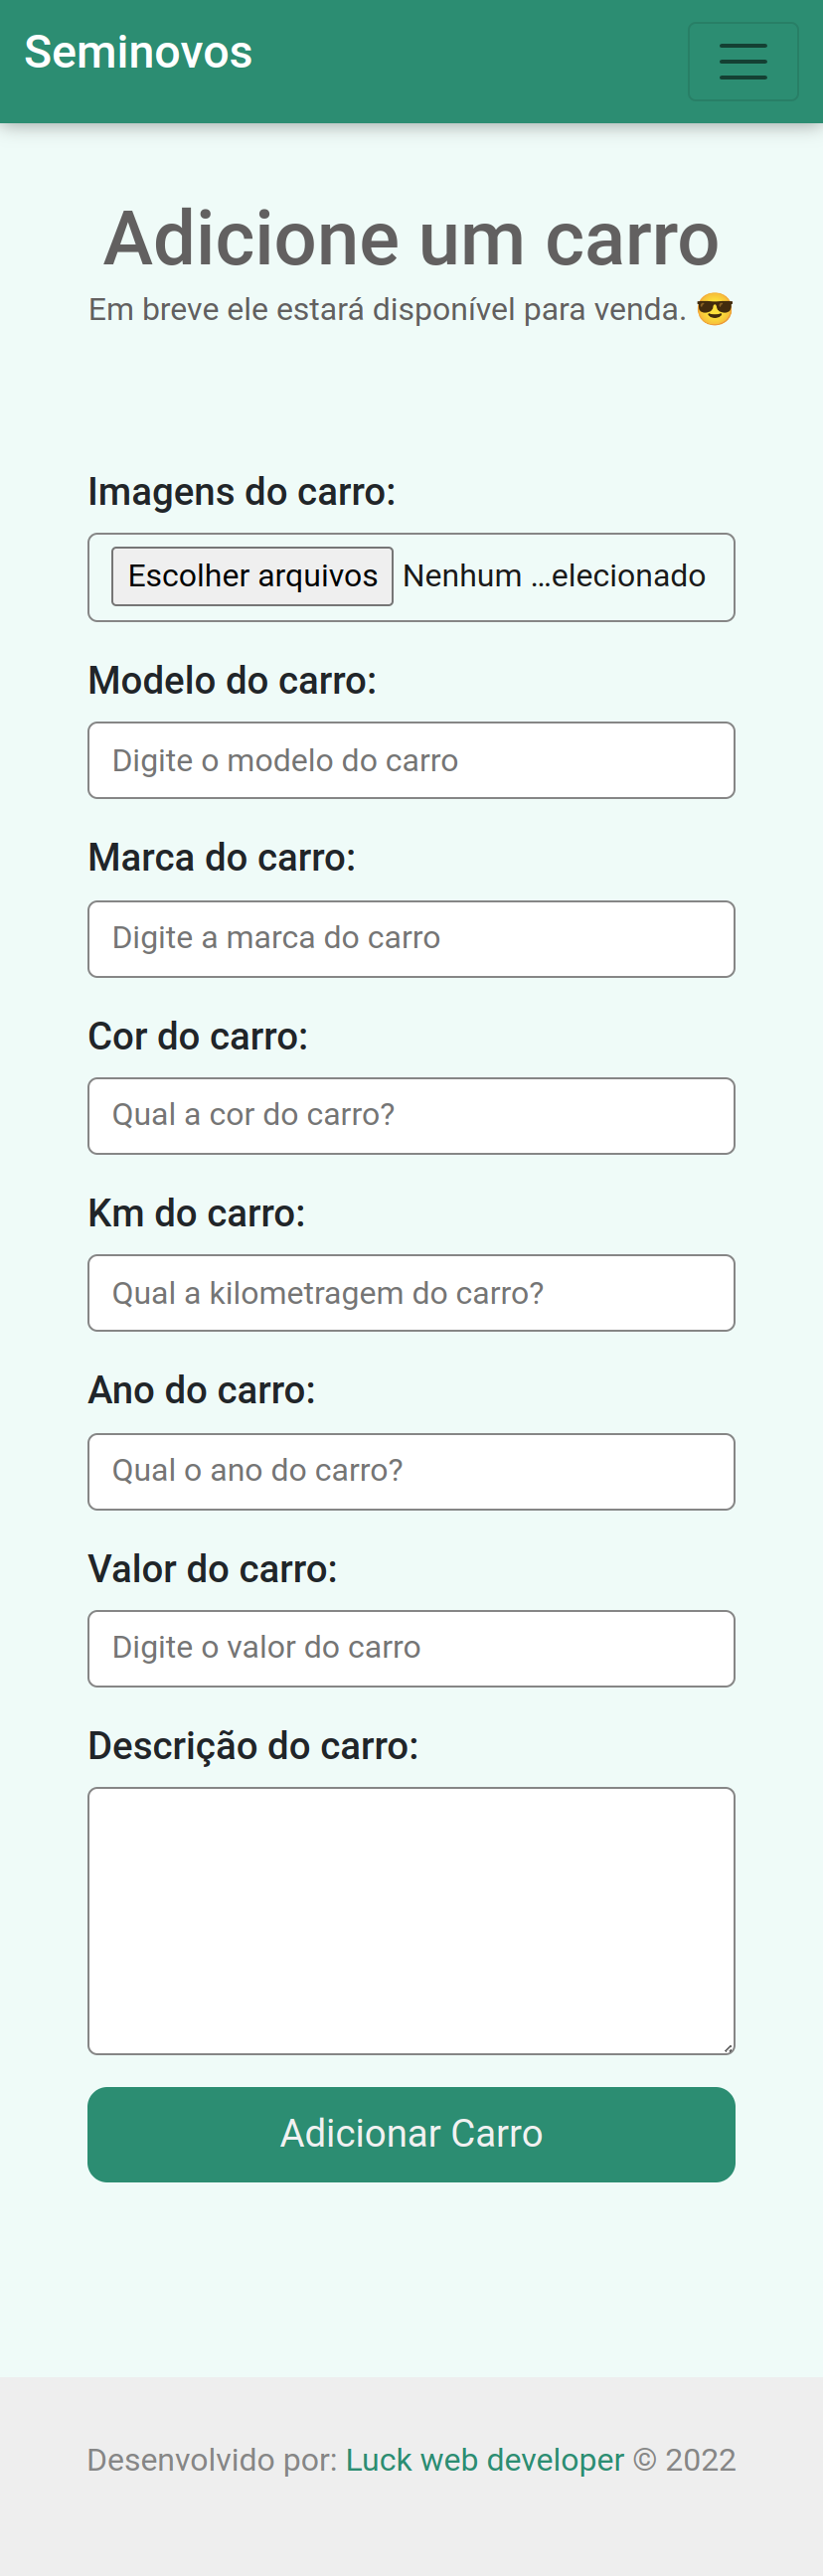 Seminovos
Adicione um carro
Em breve ele estará disponível para venda. 😎
Imagens do carro:
Escolher arquivos Nenhum ...elecionado
Modelo do carro:
Digite o modelo do carro
Marca do carro:
Digite a marca do carro
Cor do carro:
Qual a cor do carro?
Km do carro:
Qual a kilometragem do carro?
Ano do carro:
Qual o ano do carro?
Valor do carro:
Digite o valor do carro
Descrição do carro:
Adicionar Carro
Desenvolvido por: Luck web developer © 2022